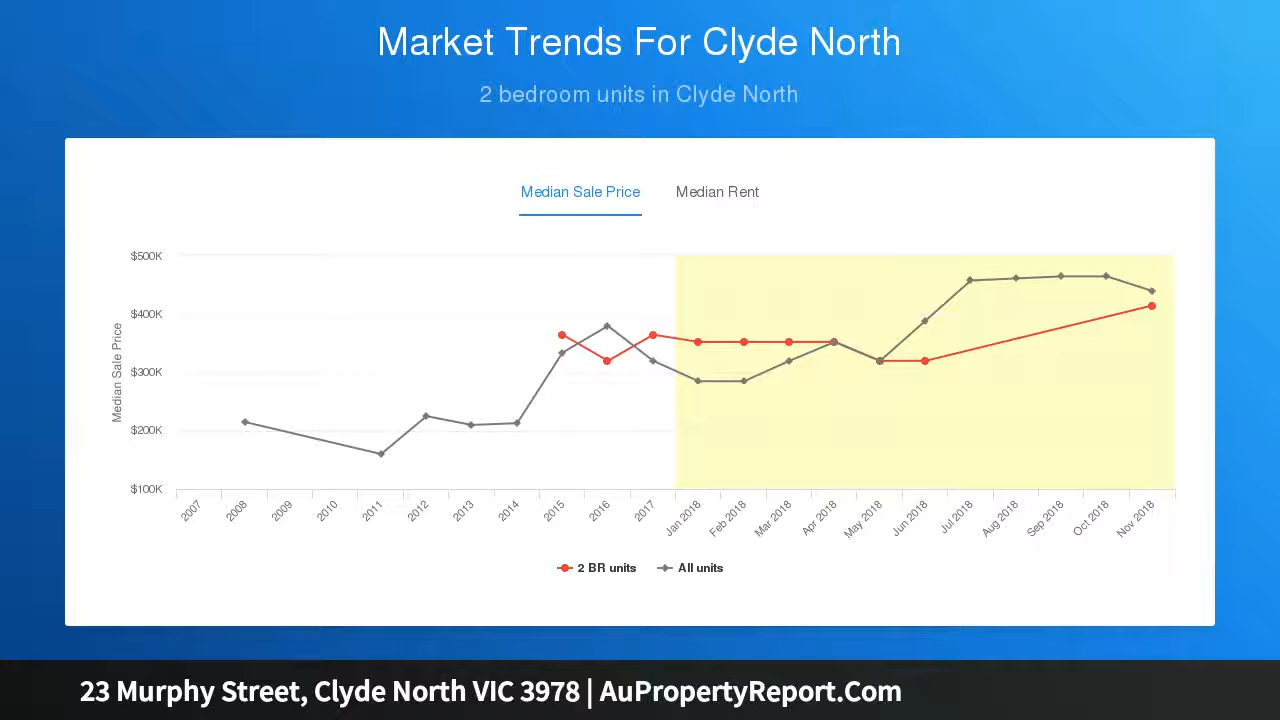 Market Trends For Clyde North
2 bedroom units in Clyde North
Median Sale Price Median Rent
$500K
$400K
$300K
$200K
$100K
Median Sale Price
2007 2008 2009 2010 2011 2012 2013 2014 2015 2016 2017 Jan 2018 Feb 2018 Mar 2018 Apr 2018 May 2018 Jun 2018 Jul 2018 Aug 2018 Sep 2018 Oct 2018 Nov 2018
2 BR units All units
23 Murphy Street, Clyde North VIC 3978 | AuPropertyReport.Com